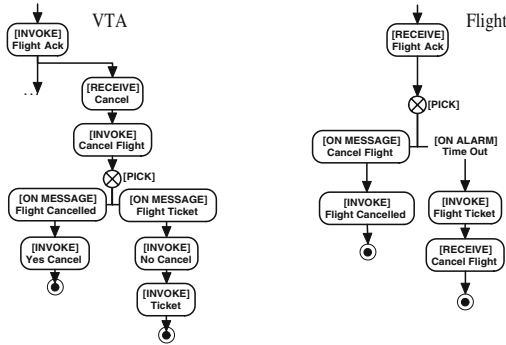 VTA
[INVOKE]
Flight Ack
...
[RECEIVE]
Cancel
[INVOKE]
Cancel Flight
[PICK]
[ON MESSAGE]
Flight Cancelled
[ON MESSAGE]
Flight Ticket
[INVOKE]
Yes Cancel
[INVOKE]
No Cancel
[INVOKE]
Ticket
Flight
[RECEIVE]
Flight Ack
[PICK]
[ON MESSAGE]
Cancel Flight
[ON ALARM]
Time Out
[INVOKE]
Flight Cancelled
[INVOKE]
Flight Ticket
[RECEIVE]
Cancel Flight